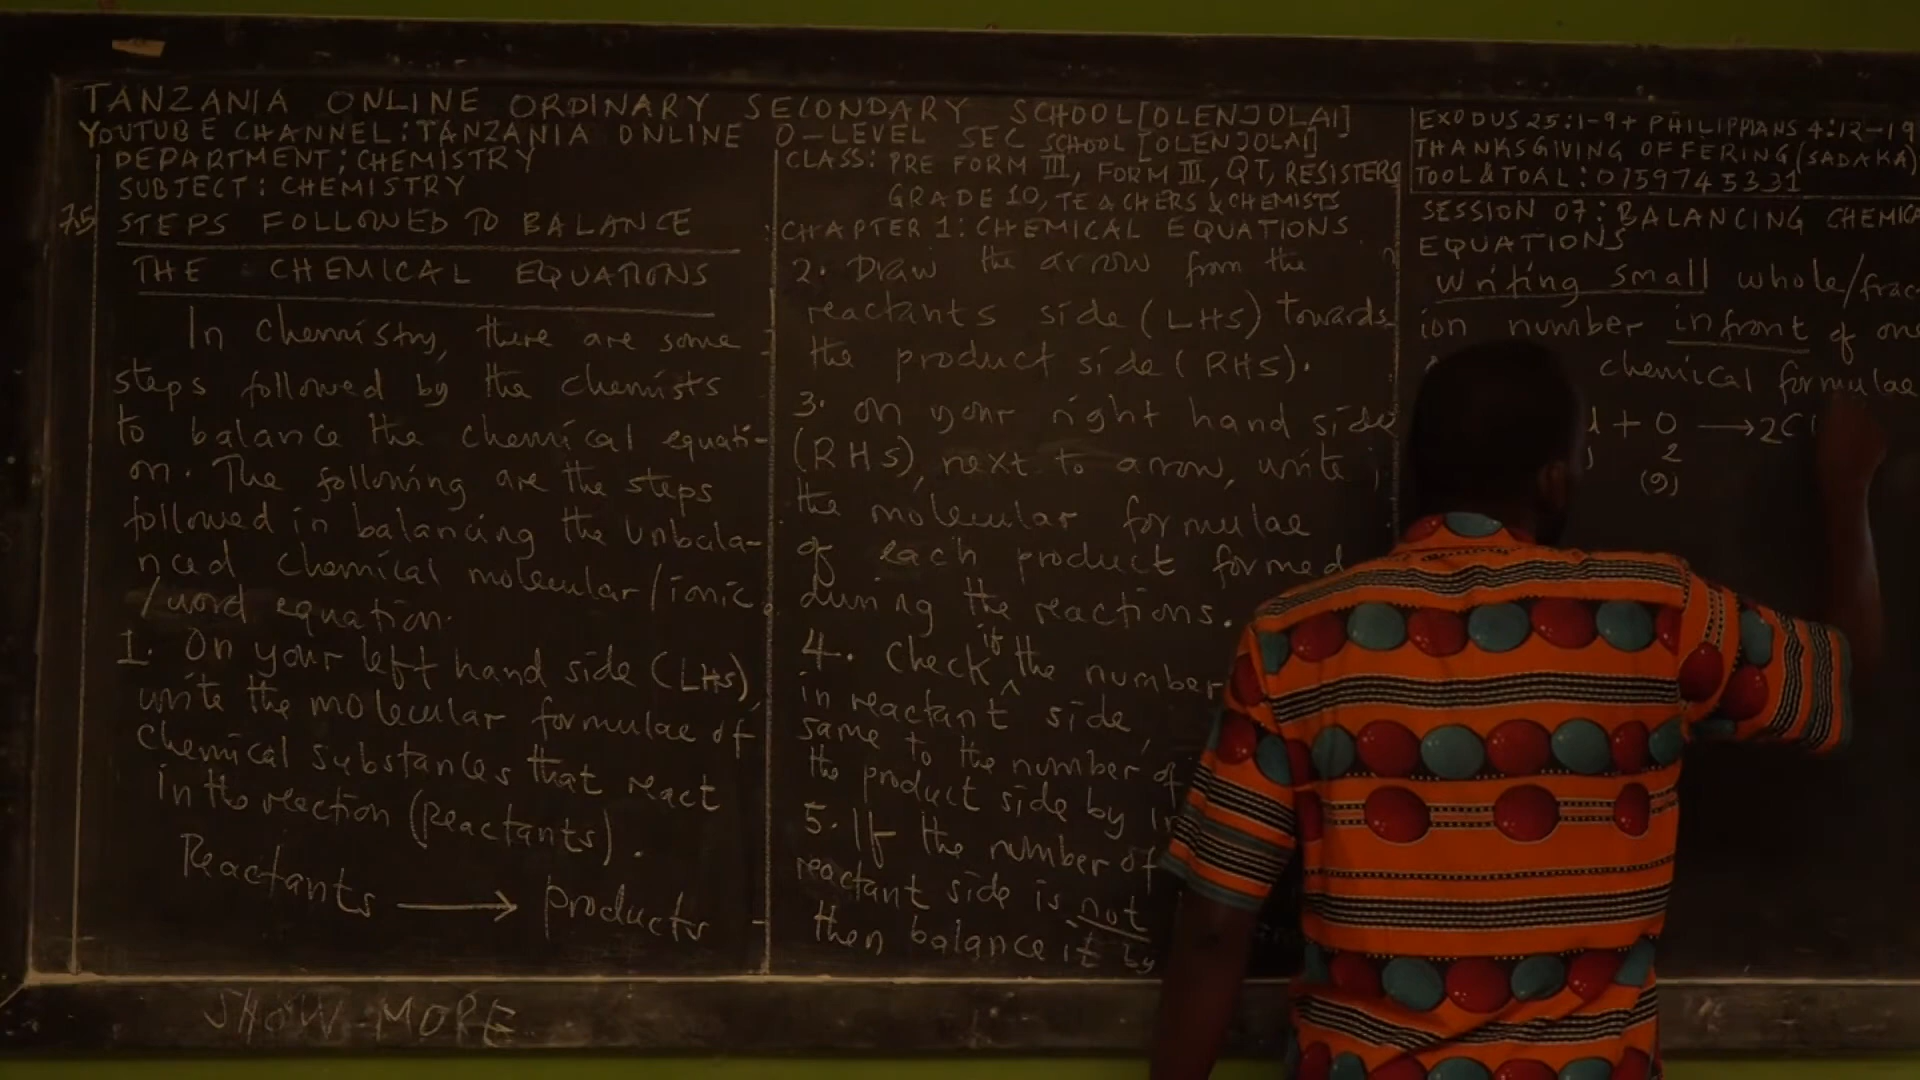 TANZANIA ONLINE ORDINARY SECONDARY SCHOOL [OLENJOLAI]
YOUTUBE CHANNEL: TANZANIA ONLINE O-LEVEL SEC SCHOOL [OLENJOLAI]
DEPARTMENT: CHEMISTRY
SUBJECT: CHEMISTRY
7.5 STEPS FOLLOWED TO BALANCE
THE CHEMICAL EQUATIONS
In chemistry, there are some
steps followed by the chemists
to balance the chemical equati-
on. The following are the steps
followed in balancing the unbala-
nced chemical molecular/ionic
/word equation.
1. On your left hand side (LHS),
write the molecular formulae of
chemical substances that react
in the reaction (Reactants).
Reactants → products
CLASS: PRE FORM III, FORM III, QT, RESISTERS
GRADE 10, TEACHERS & CHEMISTS
CHAPTER 1: CHEMICAL EQUATIONS
2. Draw the arrow from the
reactants side (LHS) towards
the product side (RHS).
3. on your right hand side
(RHS), next to arrow, write
the molecular formulae
of each product formed
during the reactions.
4. Check if the number
in reactant side,
same to the number of
the product side by
5. If the number of
reactant side is not
then balance it by
EXODUS 25:1-9+ PHILIPPIANS 4:12-19
THANKSGIVING OFFERING (SADAKA)
TOOL & TOAL: 0759745331
SESSION 07: BALANCING CHEMICA
EQUATIONS
Writing small whole/fract
ion number infront of one
chemical formulae
+ O → 2C
2
(g)
SHOW MORE